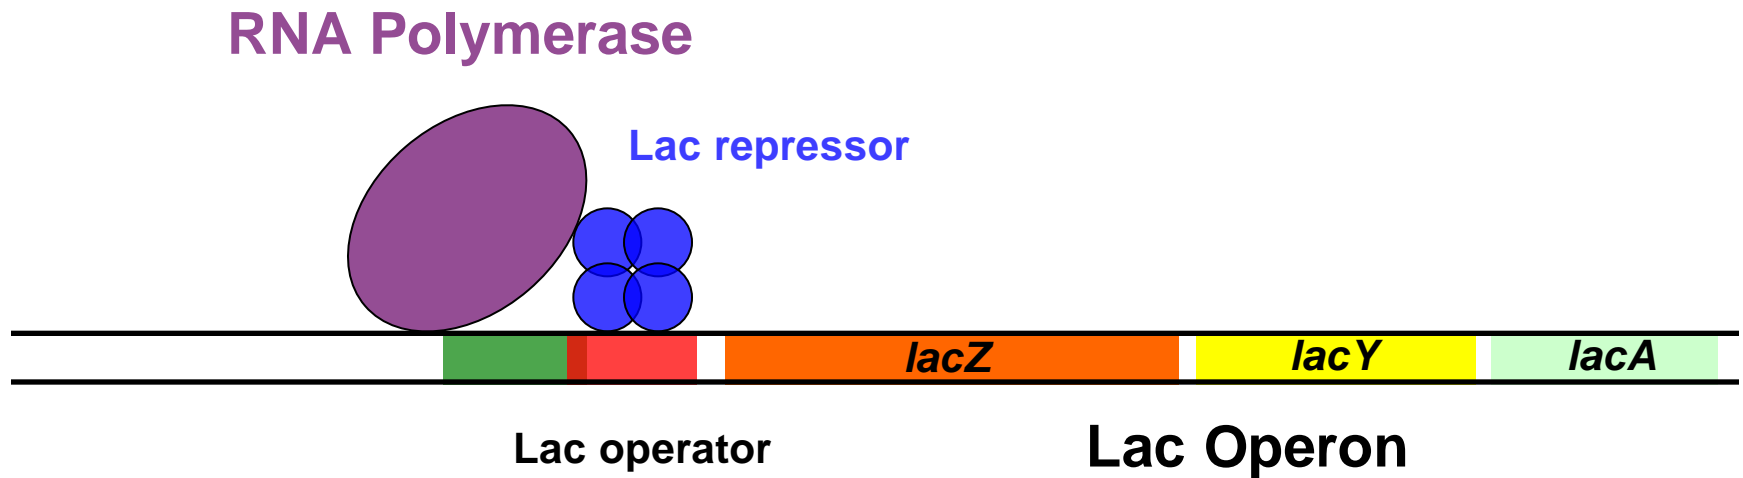 RNA Polymerase
Lac repressor
lacZ
lacY
lacA
Lac operator
Lac Operon